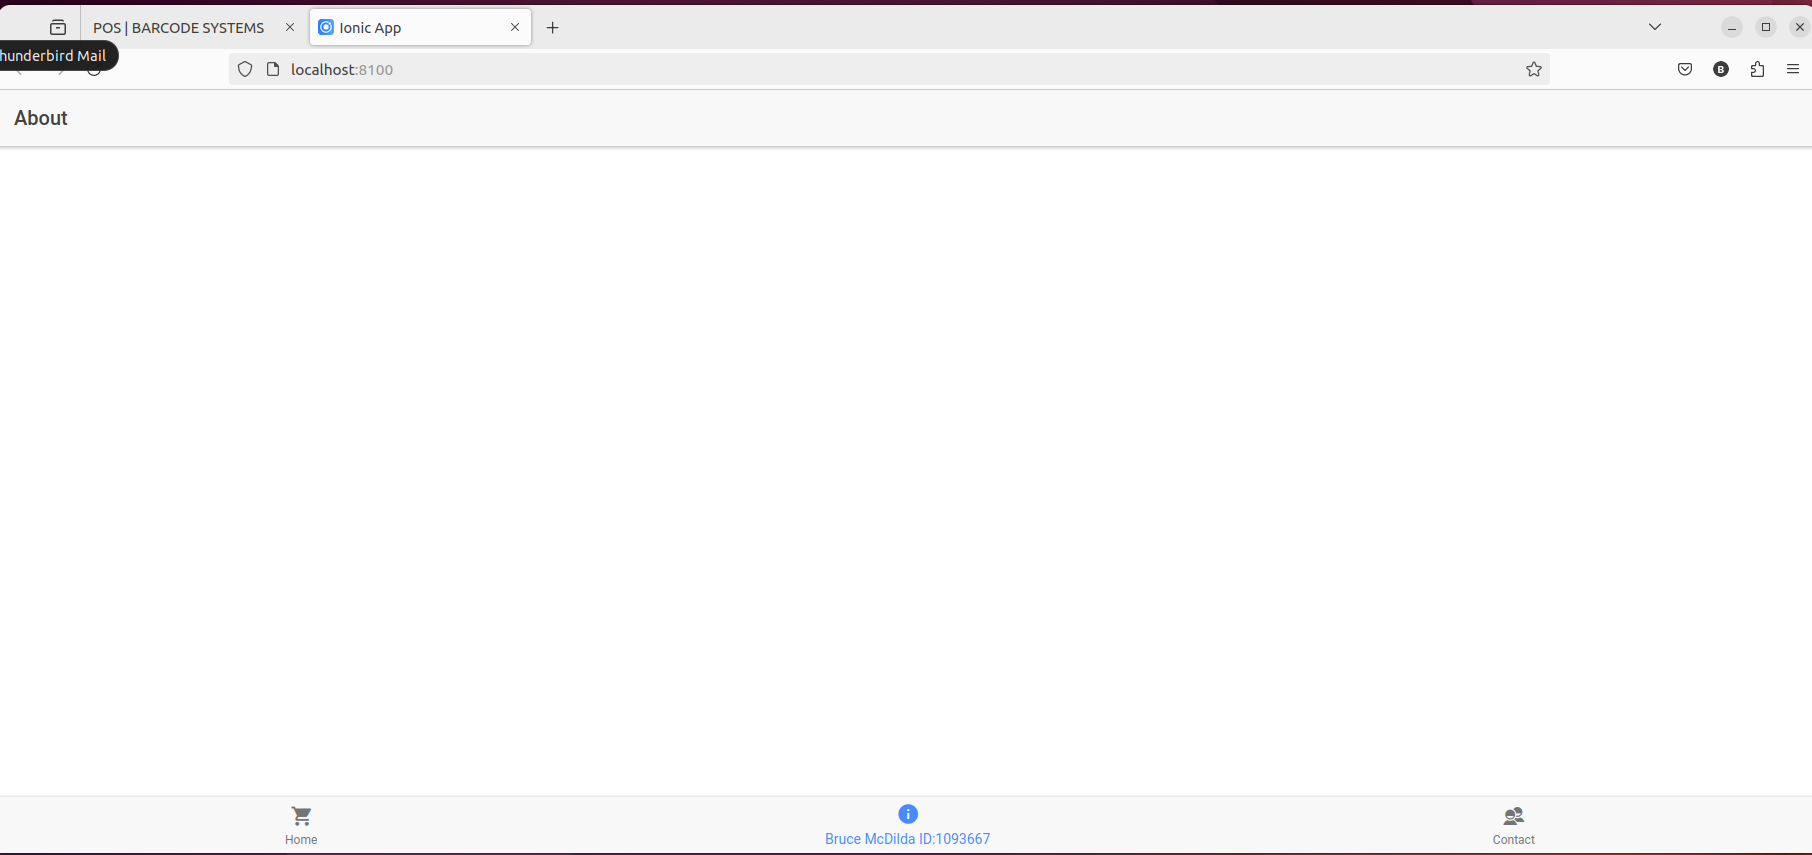 POS | BARCODE SYSTEMS
Ionic App
hunderbird Mail
localhost:8100
B
About
Home
Bruce McDilda ID:1093667
Contact